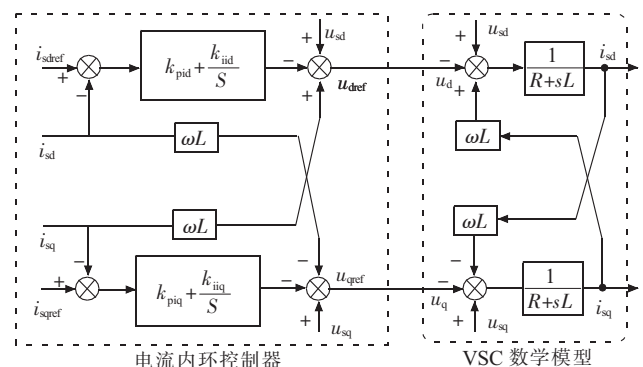 u_sd
u_sd
i_sdref
+
−
k_pid + k_iid/S
−
+
+
u_dref
−
u_d
+
+
1/(R+sL)
i_sd
i_sd
ωL
ωL
i_sq
ωL
ωL
−
+
i_sqref
k_piq + k_iiq/S
−
−
+
u_qref
u_sq
−
u_q
−
+
u_sq
1/(R+sL)
i_sq
电流内环控制器
VSC 数学模型